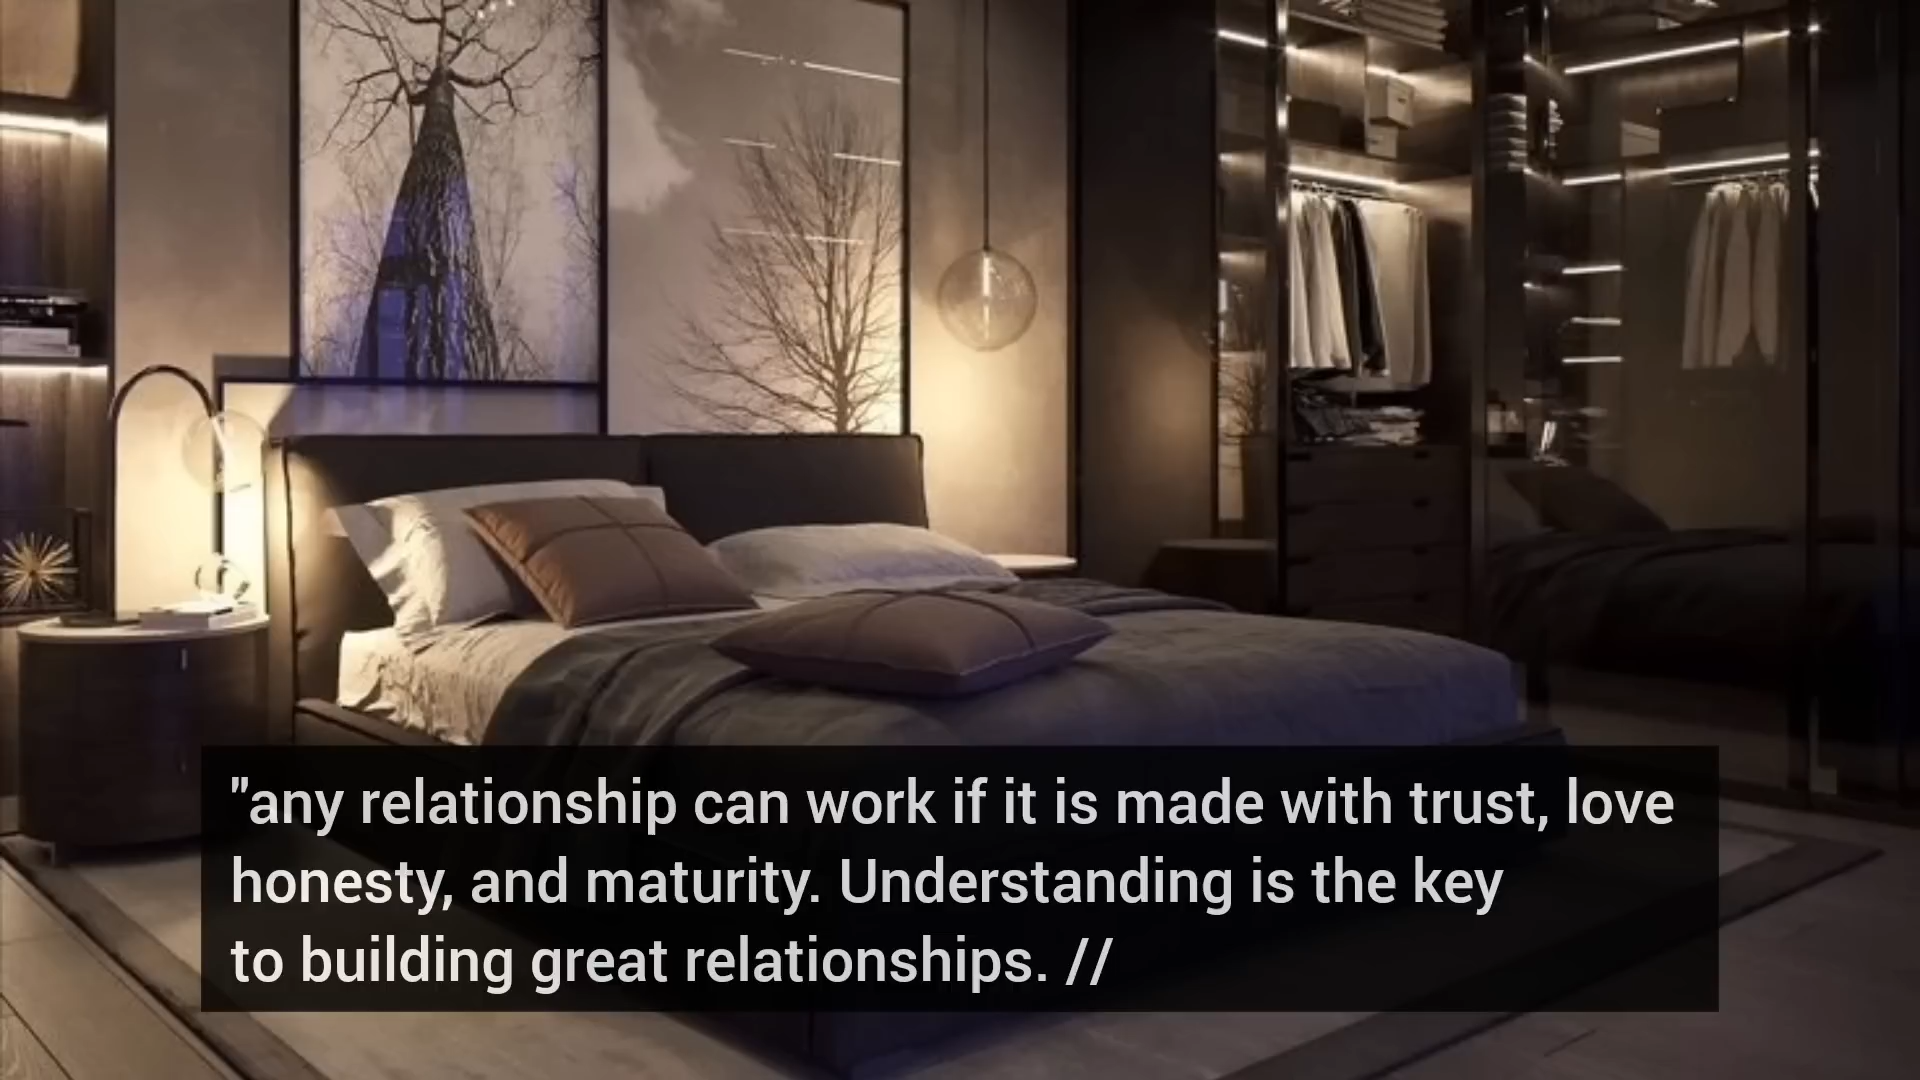 "any relationship can work if it is made with trust, love
honesty, and maturity. Understanding is the key
to building great relationships. //